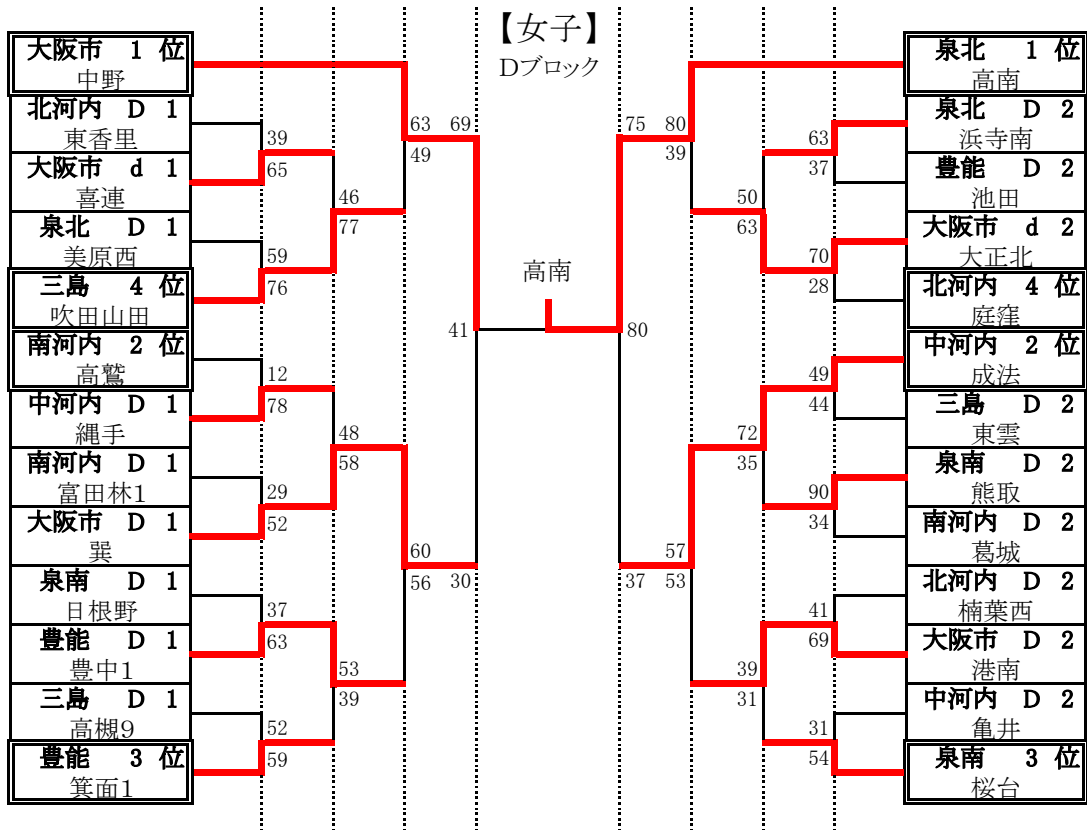 【女子】
Dブロック
大阪市 1 位
中野
北河内 D 1
東香里
大阪市 d 1
喜連
泉北 D 1
美原西
三島 4 位
吹田山田
南河内 2 位
高鷲
中河内 D 1
縄手
南河内 D 1
富田林1
大阪市 D 1
巽
泉南 D 1
日根野
豊能 D 1
豊中1
三島 D 1
高槻9
豊能 3 位
箕面1
39
65
59
76
12
78
29
52
37
63
52
59
46
77
48
58
53
39
63
49
60
56
69
30
41
高南
80
75
37
80
39
57
53
50
63
72
35
39
31
63
37
70
28
49
44
90
34
41
69
31
54
泉北 1 位
高南
泉北 D 2
浜寺南
豊能 D 2
池田
大阪市 d 2
大正北
北河内 4 位
庭窪
中河内 2 位
成法
三島 D 2
東雲
泉南 D 2
熊取
南河内 D 2
葛城
北河内 D 2
楠葉西
大阪市 D 2
港南
中河内 D 2
亀井
泉南 3 位
桜台